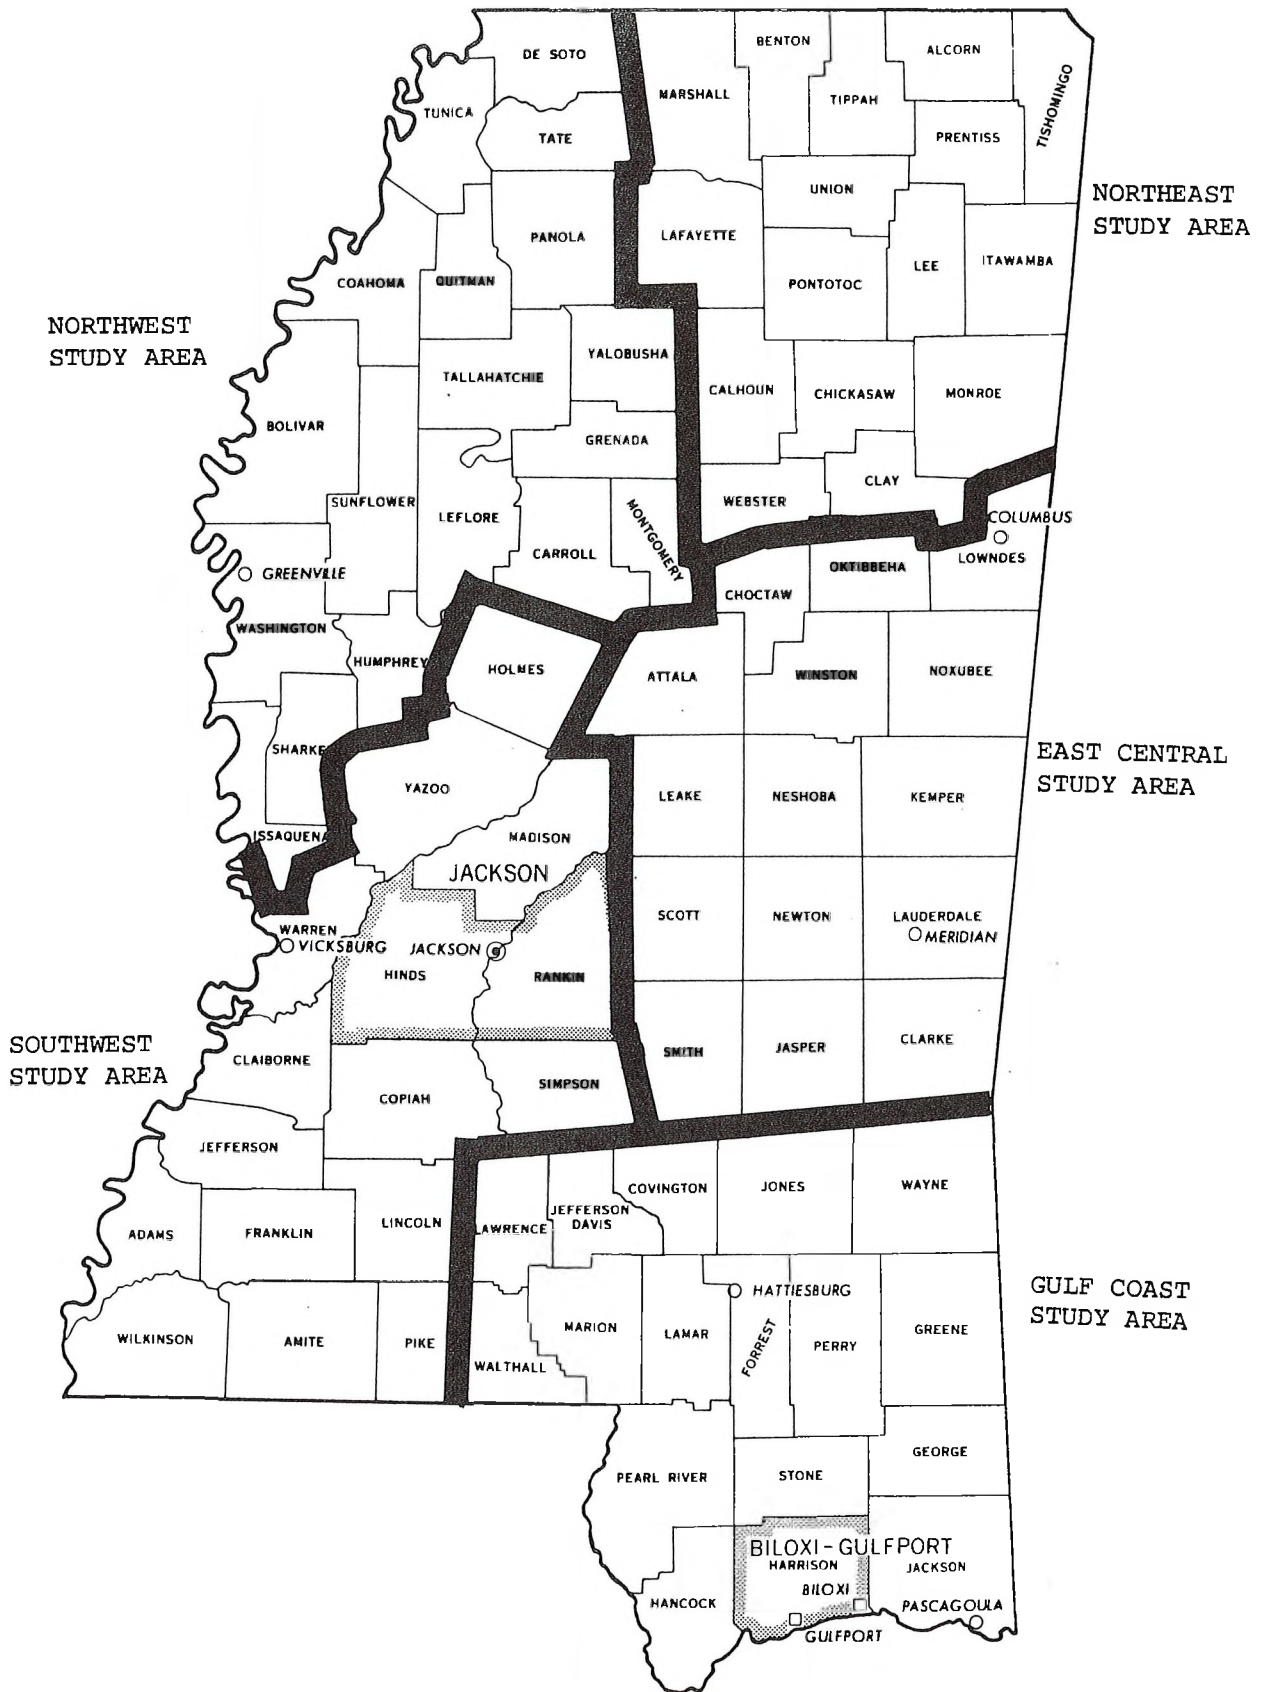 DE SOTO
BENTON
ALCORN
MARSHALL
TIPPAH
TISHOMINGO
TUNICA
TATE
PRENTISS
UNION
NORTHEAST
STUDY AREA
PANOLA
LAFAYETTE
LEE
ITAWAMBA
COAHOMA
QUITMAN
PONTOTOC
NORTHWEST
STUDY AREA
YALOBUSHA
TALLAHATCHIE
CALHOUN
CHICKASAW
MONROE
BOLIVAR
GRENADA
CLAY
SUNFLOWER
LEFLORE
MONTGOMERY
WEBSTER
COLUMBUS
CARROLL
LOWNDES
GREENVILLE
OKTIBBEHA
CHOCTAW
WASHINGTON
HUMPHREY
HOLMES
ATTALA
WINSTON
NOXUBEE
SHARKE
EAST CENTRAL
STUDY AREA
YAZOO
LEAKE
NESHOBA
KEMPER
ISSAQUENA
MADISON
JACKSON
SCOTT
NEWTON
LAUDERDALE
WARREN
MERIDIAN
VICKSBURG
JACKSON
HINDS
RANKIN
SOUTHWEST
STUDY AREA
CLAIBORNE
SMITH
JASPER
CLARKE
COPIAH
SIMPSON
JEFFERSON
COVINGTON
JONES
WAYNE
ADAMS
FRANKLIN
LINCOLN
LAWRENCE
JEFFERSON
DAVIS
HATTIESBURG
GULF COAST
STUDY AREA
WILKINSON
AMITE
PIKE
WALTHALL
MARION
LAMAR
FORREST
PERRY
GREENE
GEORGE
PEARL RIVER
STONE
BILOXI-GULFPORT
HARRISON
JACKSON
BILOXI
HANCOCK
PASCAGOULA
GULFPORT